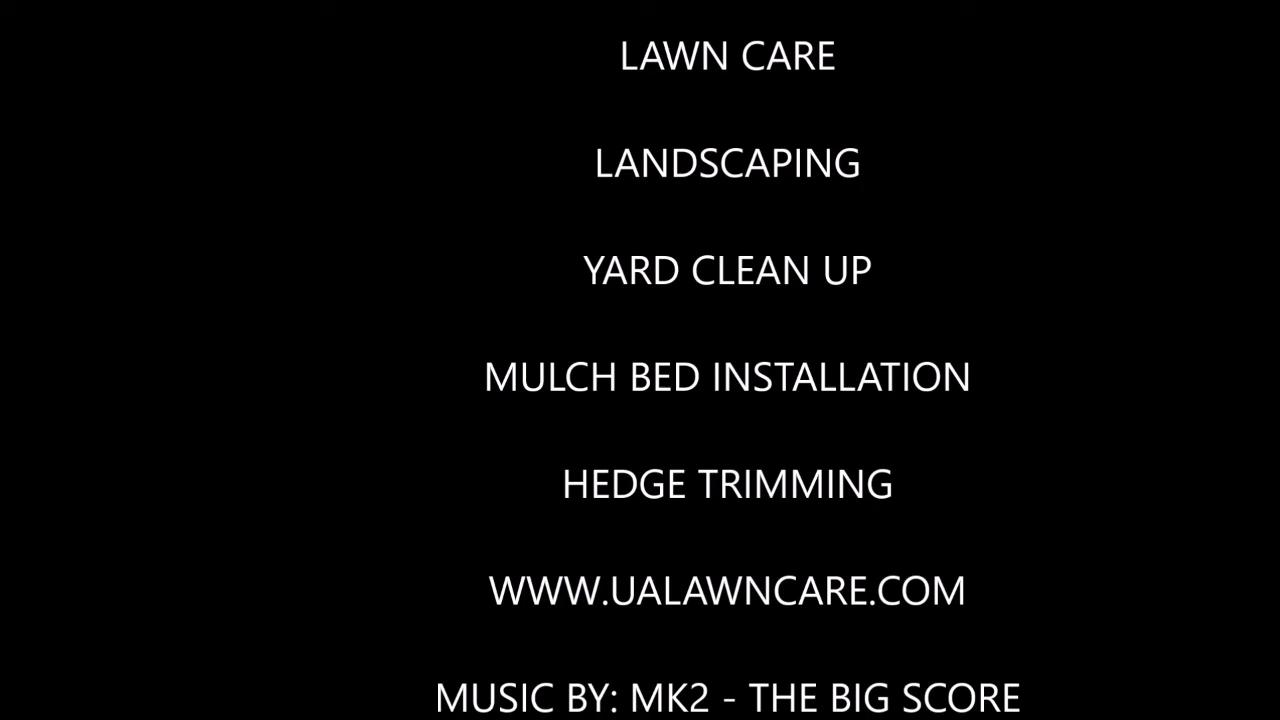 LAWN CARE
LANDSCAPING
YARD CLEAN UP
MULCH BED INSTALLATION
HEDGE TRIMMING
WWW.UALAWNCARE.COM
MUSIC BY: MK2 - THE BIG SCORE